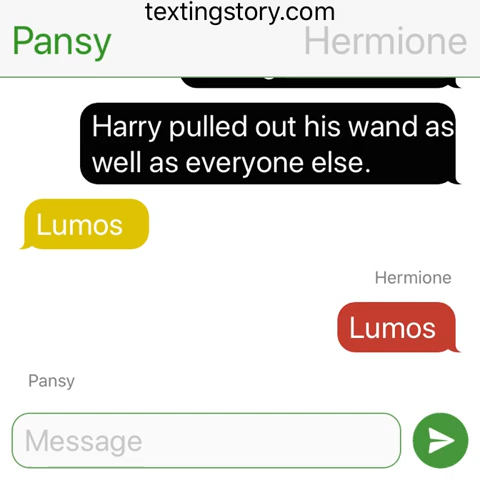 textingstory.com
Pansy
Hermione
Harry pulled out his wand as
well as everyone else.
Lumos
Hermione
Lumos
Pansy
Message